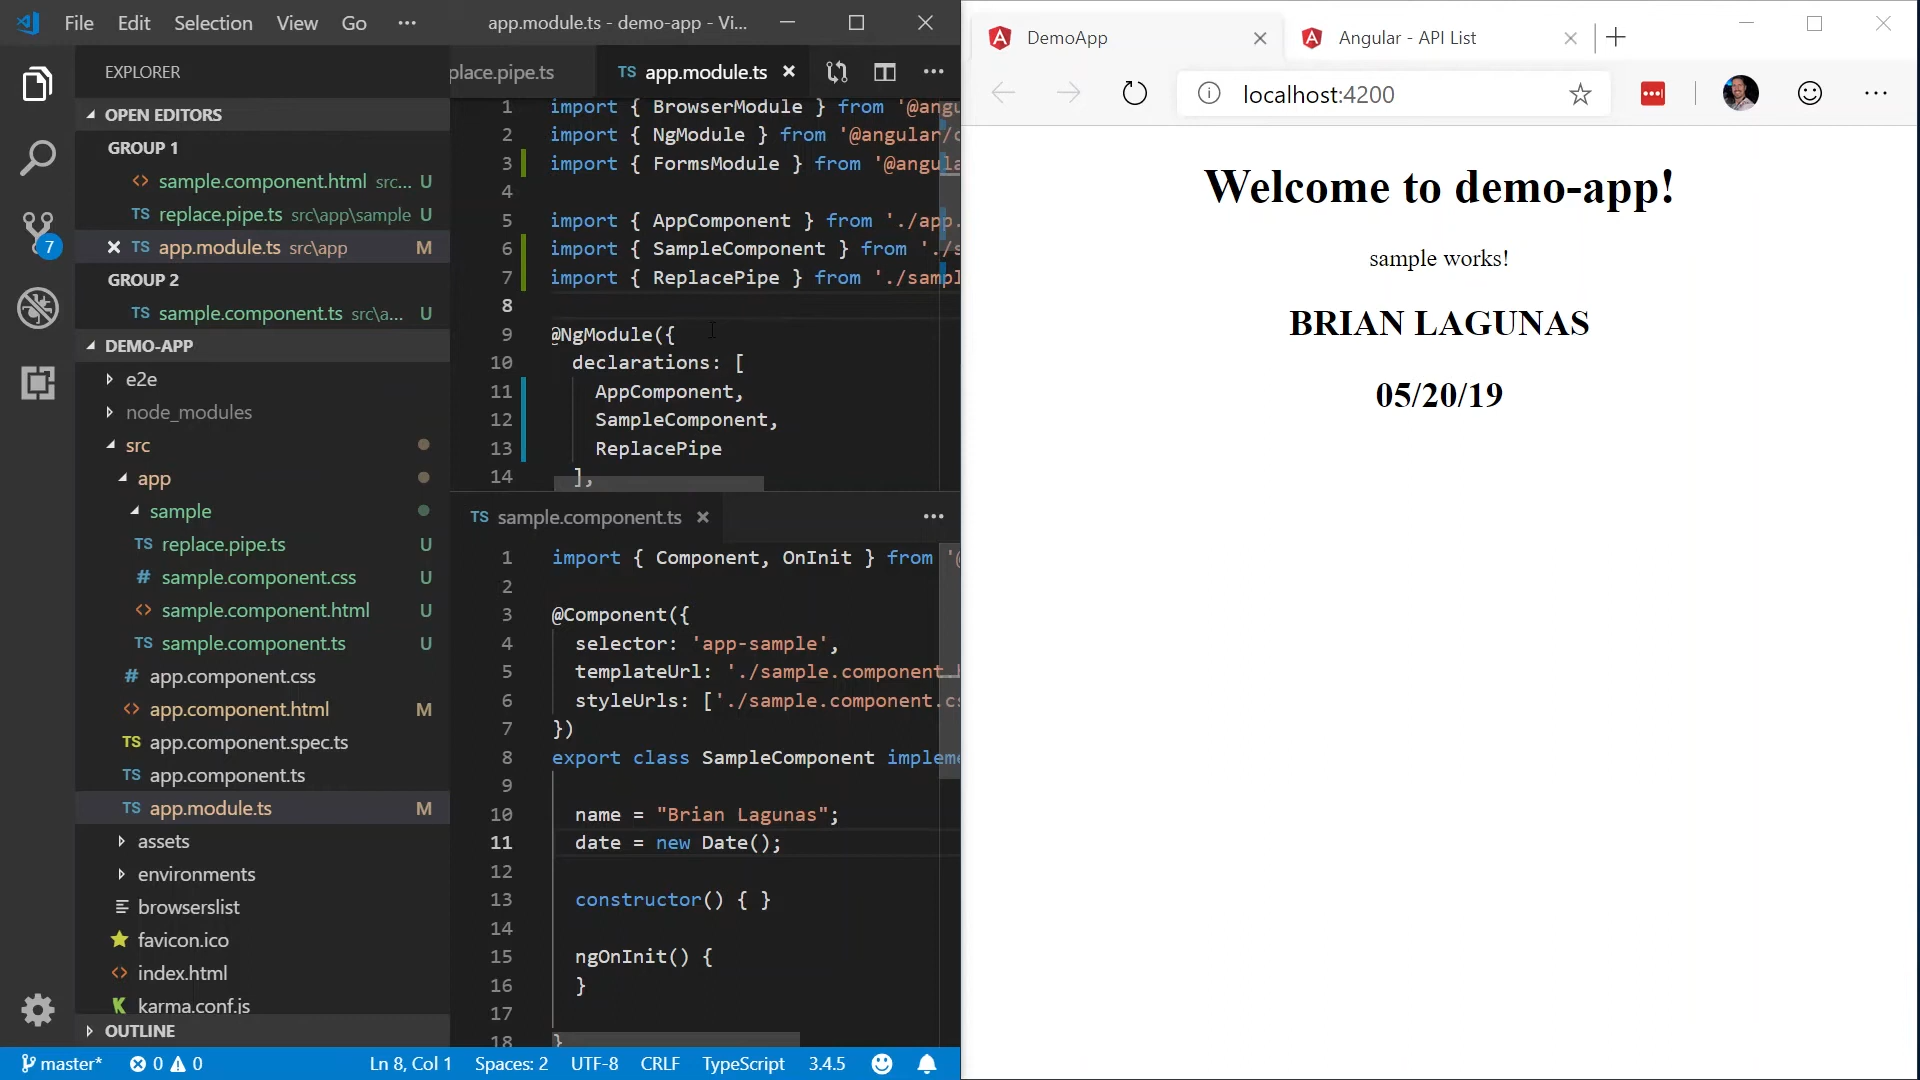 File Edit Selection View Go ··· app.module.ts - demo-app - Vi...
EXPLORER
OPEN EDITORS
GROUP 1
sample.component.html src... U
TS replace.pipe.ts src\app\sample U
TS app.module.ts src\app M
GROUP 2
TS sample.component.ts src\a... U
DEMO-APP
e2e
node_modules
src
app
sample
TS replace.pipe.ts U
# sample.component.css U
<> sample.component.html U
TS sample.component.ts U
# app.component.css
<> app.component.html M
TS app.component.spec.ts
TS app.component.ts
TS app.module.ts M
assets
environments
browserslist
favicon.ico
<> index.html
karma.conf.js
OUTLINE
7
place.pipe.ts TS app.module.ts
1 import { BrowserModule } from '@ang
2 import { NgModule } from '@angular/c
3 import { FormsModule } from '@angula
4
5 import { AppComponent } from './app.
6 import { SampleComponent } from './s
7 import { ReplacePipe } from './sampl
8
9 @NgModule({
10 declarations: [
11 AppComponent,
12 SampleComponent,
13 ReplacePipe
14 ],
TS sample.component.ts
1 import { Component, OnInit } from '@
2
3 @Component({
4 selector: 'app-sample',
5 templateUrl: './sample.component.h
6 styleUrls: ['./sample.component.cs
7 })
8 export class SampleComponent impleme
9
10 name = "Brian Lagunas";
11 date = new Date();
12
13 constructor() { }
14
15 ngOnInit() {
16 }
17
18 }
master* 0 0 Ln 8, Col 1 Spaces: 2 UTF-8 CRLF TypeScript 3.4.5
DemoApp Angular - API List
localhost:4200
Welcome to demo-app!
sample works!
BRIAN LAGUNAS
05/20/19